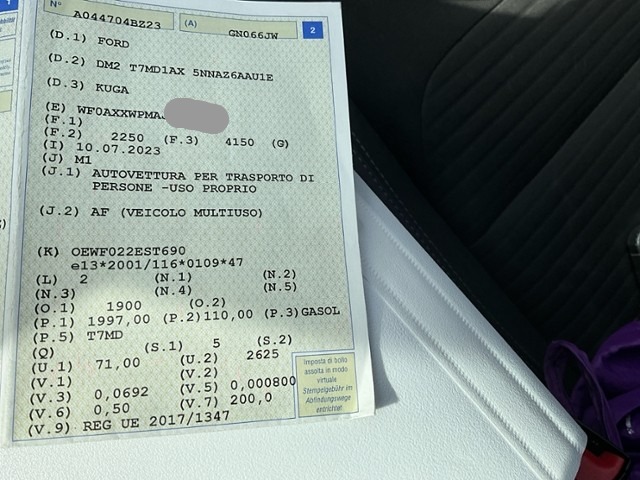 N° A044704BZ23 (A) GN066JW 2
(D.1) FORD
(D.2) DM2 T7MD1AX 5NNAZ6AAU1E
(D.3) KUGA
(E) WF0AXXWPMA
(F.1)
(F.2) 2250 (F.3) 4150 (G)
(I) 10.07.2023
(J) M1
(J.1) AUTOVETTURA PER TRASPORTO DI
PERSONE -USO PROPRIO
(J.2) AF (VEICOLO MULTIUSO)
(K) OEWF022EST690
e13*2001/116*0109*47
(L) 2 (N.1) (N.2)
(N.3) (N.4) (N.5)
(O.1) 1900 (O.2)
(P.1) 1997,00 (P.2) 110,00 (P.3) GASOL
(P.5) T7MD
(Q) (S.1) 5 (S.2)
(U.1) 71,00 (U.2) 2625
(V.1) (V.2)
(V.3) 0,0692 (V.5) 0,000800
(V.6) 0,50 (V.7) 200,0
(V.9) REG UE 2017/1347
Imposta di bollo
assolta in modo
virtuale
Stempelgebühr im
Abfindungswege
entrichtet